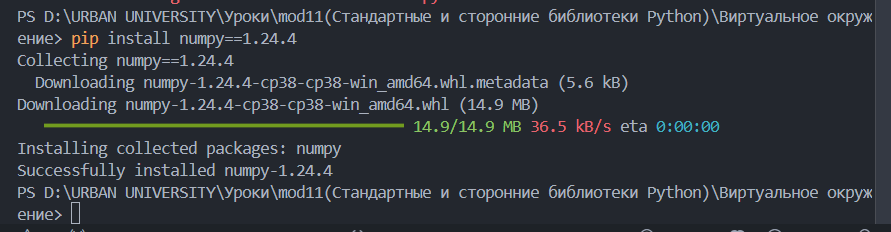 PS D:\URBAN UNIVERSITY\Уроки\mod11(Стандартные и сторонние библиотеки Python)\Виртуальное окруж
ение> pip install numpy==1.24.4
Collecting numpy==1.24.4
  Downloading numpy-1.24.4-cp38-cp38-win_amd64.whl.metadata (5.6 kB)
Downloading numpy-1.24.4-cp38-cp38-win_amd64.whl (14.9 MB)
14.9/14.9 MB 36.5 kB/s eta 0:00:00
Installing collected packages: numpy
Successfully installed numpy-1.24.4
PS D:\URBAN UNIVERSITY\Уроки\mod11(Стандартные и сторонние библиотеки Python)\Виртуальное окруж
ение>